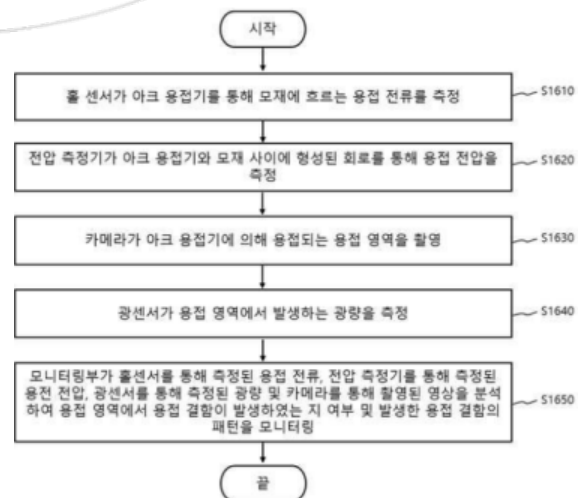 시작
홀 센서가 아크 용접기를 통해 모재에 흐르는 용접 전류를 측정
S1610
전압 측정기가 아크 용접기와 모재 사이에 형성된 회로를 통해 용접 전압을
측정
S1620
카메라가 아크 용접기에 의해 용접되는 용접 영역을 촬영
S1630
광센서가 용접 영역에서 발생하는 광량을 측정
S1640
모니터링부가 홀센서를 통해 측정된 용접 전류, 전압 측정기를 통해 측정된
용전 전압, 광센서를 통해 측정된 광량 및 카메라를 통해 촬영된 영상을 분석
하여 용접 영역에서 용접 결함이 발생하였는 지 여부 및 발생한 용접 결함의
패턴을 모니터링
S1650
끝